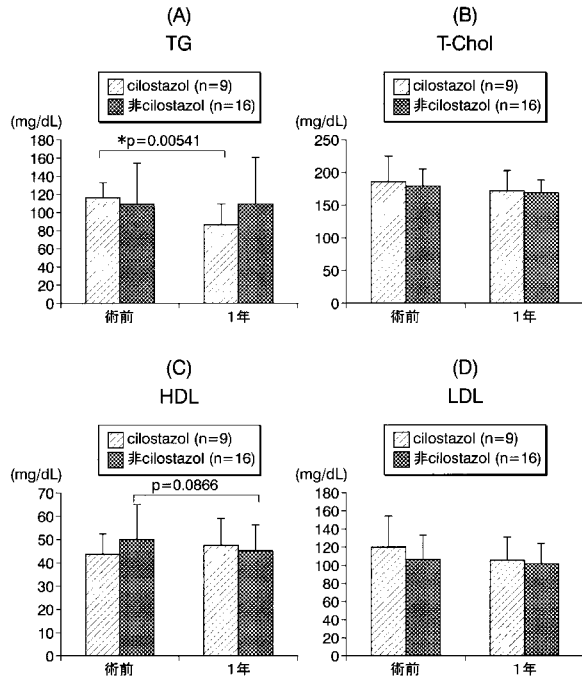 (A)
TG
cilostazol (n=9)
非cilostazol (n=16)
(mg/dL)
*p=0.00541
180
160
140
120
100
80
60
40
20
0
術前
1年
(B)
T-Chol
cilostazol (n=9)
非cilostazol (n=16)
(mg/dL)
250
200
150
100
50
0
術前
1年
(C)
HDL
cilostazol (n=9)
非cilostazol (n=16)
(mg/dL)
p=0.0866
70
60
50
40
30
20
10
0
術前
1年
(D)
LDL
cilostazol (n=9)
非cilostazol (n=16)
(mg/dL)
180
160
140
120
100
80
60
40
20
0
術前
1年